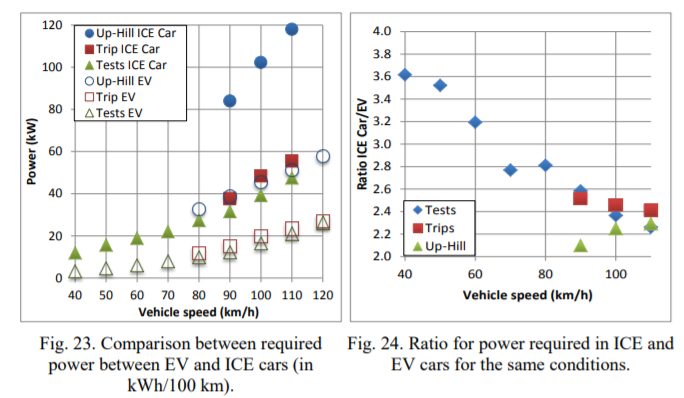 120
100
80
60
40
20
0
Power (kW)
Up-Hill ICE Car
Trip ICE Car
Tests ICE Car
Up-Hill EV
Trip EV
Tests EV
40 50 60 70 80 90 100 110 120
Vehicle speed (km/h)
Fig. 23. Comparison between required
power between EV and ICE cars (in
kWh/100 km).
4.0
3.8
3.6
3.4
3.2
3.0
2.8
2.6
2.4
2.2
2.0
Ratio ICE Car/EV
Tests
Trips
Up-Hill
40 60 80 100
Vehicle speed (km/h)
Fig. 24. Ratio for power required in ICE and
EV cars for the same conditions.